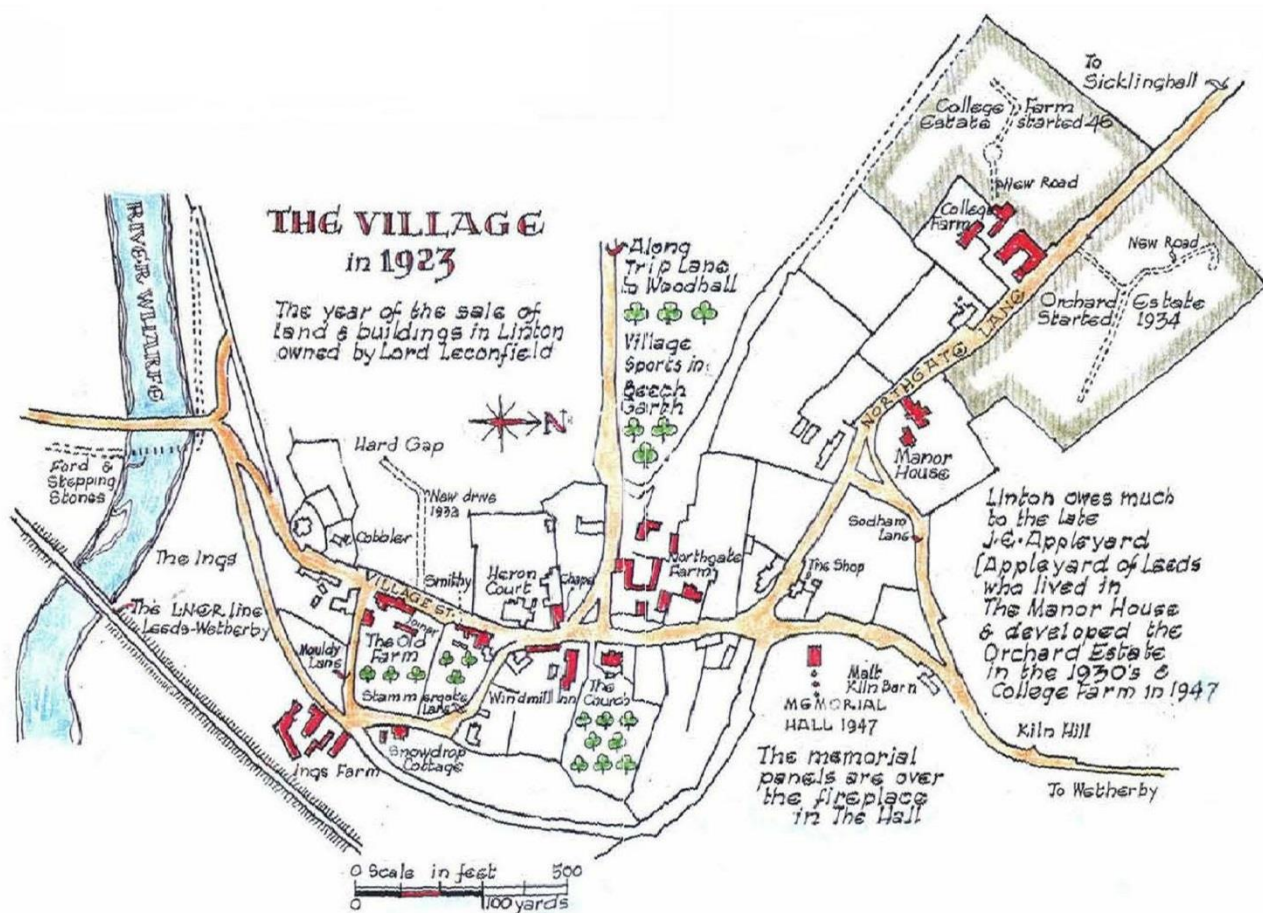 THE VILLAGE
in 1923
The year of the sale of
land & buildings in Linton
owned by Lord Leconfield
RIVER WHARFE
Ford &
Stepping
Stones
The Ings
The LNER line
Leeds-Wetherby
Hard Gap
New drive
1932
Cobbler
VILLAGE ST.
Smithy
Heron
Court
Chapel
Joiner
The Old
Farm
Mouldy
Lane
Stammergate
Lane
Windmill Inn
The
Church
Snowdrop
Cottage
Ings Farm
N
Along
Trip Lane
to Woodhall
Village
Sports in
Beech
Garth
Northgate
Farm
The Shop
Sodham
Lane
Manor
House
NORTHGATE LANE
College
Farm
New Road
College Farm
Estate started 46
To
Sicklinghall
New Road
Orchard Estate
Started 1934
Linton owes much
to the late
J.E.Appleyard
[Appleyard of Leeds
who lived in
The Manor House
& developed the
Orchard Estate
in the 1930's &
College Farm in 1947
Malt
Kiln Barn
Kiln Hill
To Wetherby
MEMORIAL
HALL 1947
The memorial
panels are over
the fireplace
in The Hall
0 Scale in feet 500
0 100 yards